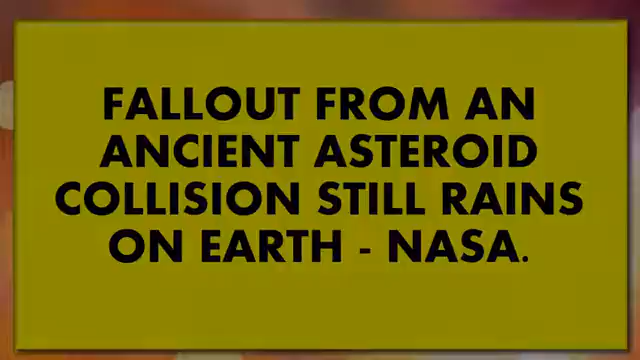 FALLOUT FROM AN
ANCIENT ASTEROID
COLLISION STILL RAINS
ON EARTH - NASA.